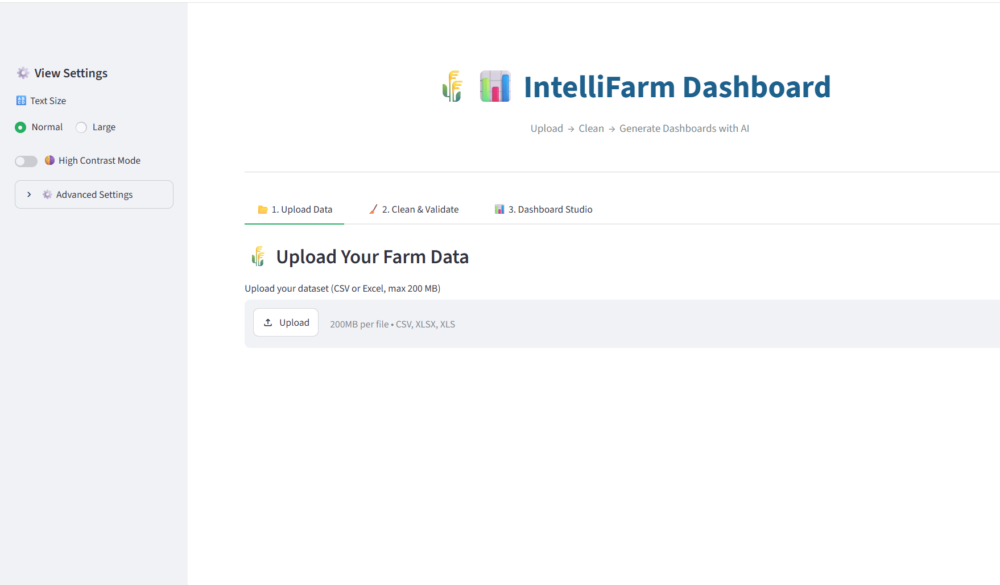 View Settings
Text Size
Normal Large
High Contrast Mode
Advanced Settings
IntelliFarm Dashboard
Upload → Clean → Generate Dashboards with AI
1. Upload Data 2. Clean & Validate 3. Dashboard Studio
Upload Your Farm Data
Upload your dataset (CSV or Excel, max 200 MB)
Upload 200MB per file • CSV, XLSX, XLS